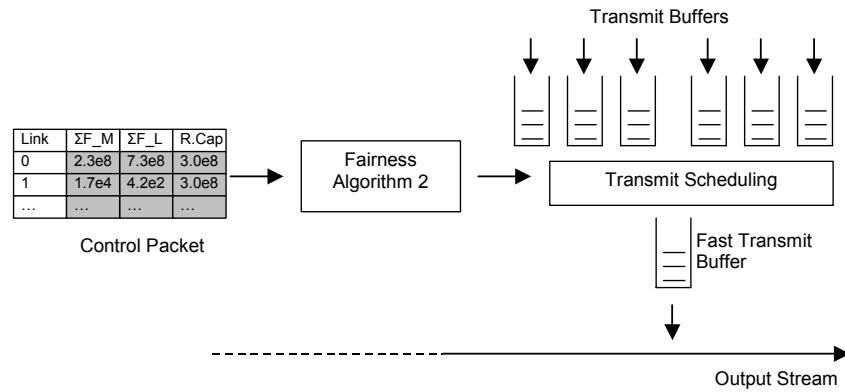 Transmit Buffers
Link ΣF_M ΣF_L R.Cap
0 2.3e8 7.3e8 3.0e8
1 1.7e4 4.2e2 3.0e8
... ... ... ...
Control Packet
Fairness
Algorithm 2
Transmit Scheduling
Fast Transmit
Buffer
Output Stream